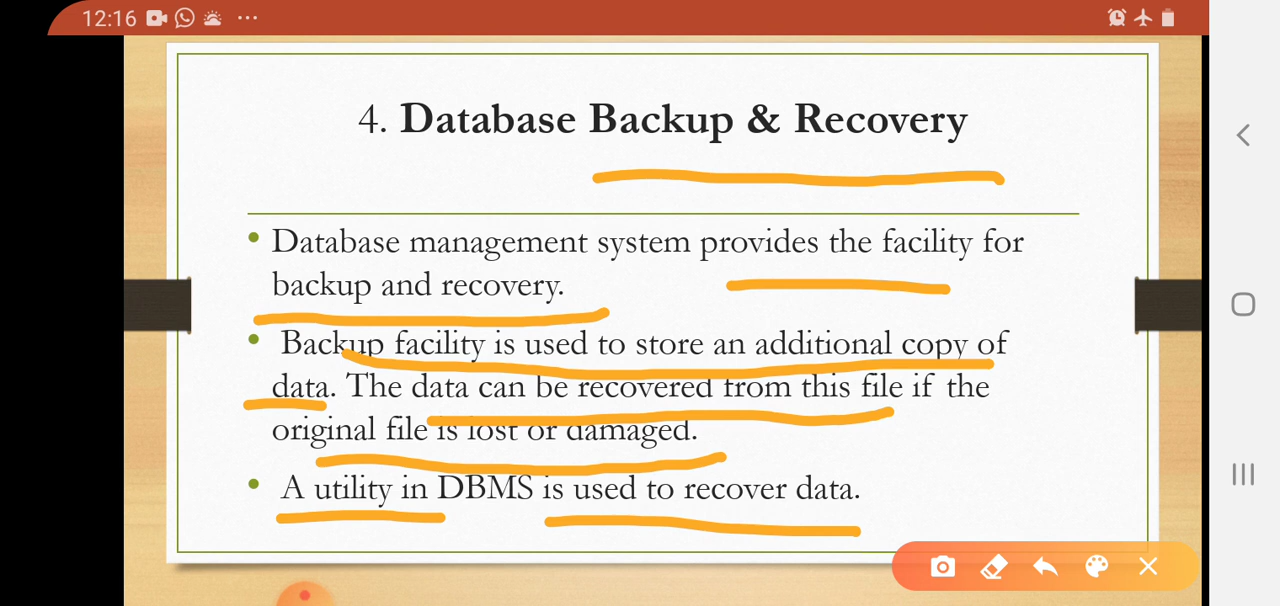 12:16
4. Database Backup & Recovery
• Database management system provides the facility for
backup and recovery.
• Backup facility is used to store an additional copy of
data. The data can be recovered from this file if the
original file is lost or damaged.
• A utility in DBMS is used to recover data.